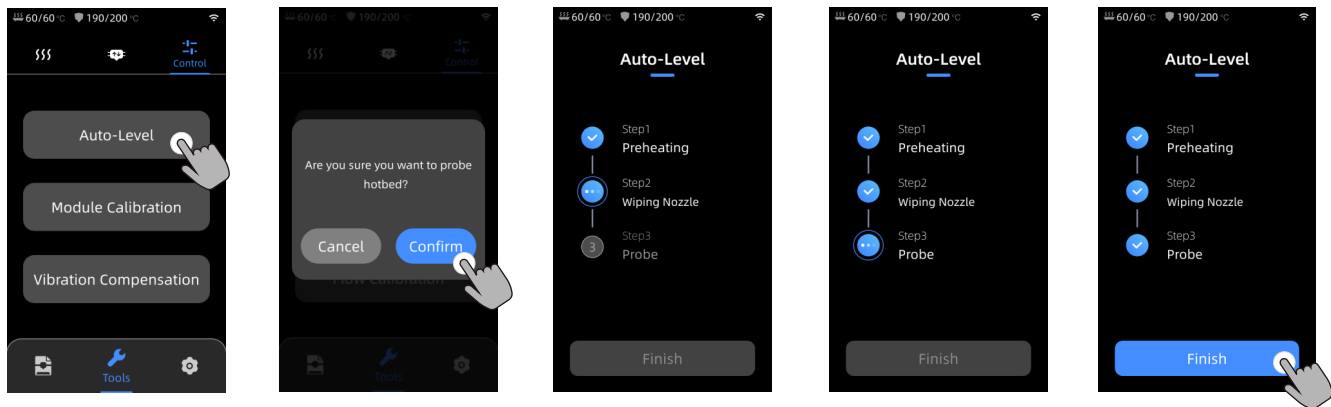 60/60 °C 190/200 °C
Control
Auto-Level
Module Calibration
Vibration Compensation
Tools
60/60 °C 190/200 °C
Control
Are you sure you want to probe
hotbed?
Cancel
Confirm
Flow Calibration
Tools
60/60 °C 190/200 °C
Auto-Level
Step1
Preheating
Step2
Wiping Nozzle
3
Step3
Probe
Finish
60/60 °C 190/200 °C
Auto-Level
Step1
Preheating
Step2
Wiping Nozzle
Step3
Probe
Finish
60/60 °C 190/200 °C
Auto-Level
Step1
Preheating
Step2
Wiping Nozzle
Step3
Probe
Finish